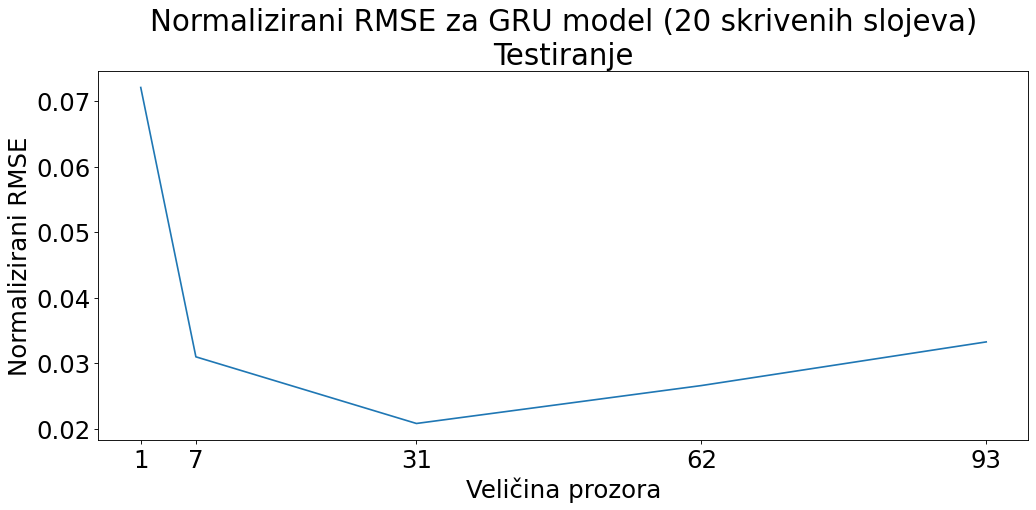 Normalizirani RMSE za GRU model (20 skrivenih slojeva)
Testiranje
Normalizirani RMSE
0.07
0.06
0.05
0.04
0.03
0.02
1 7 31 62 93
Veličina prozora